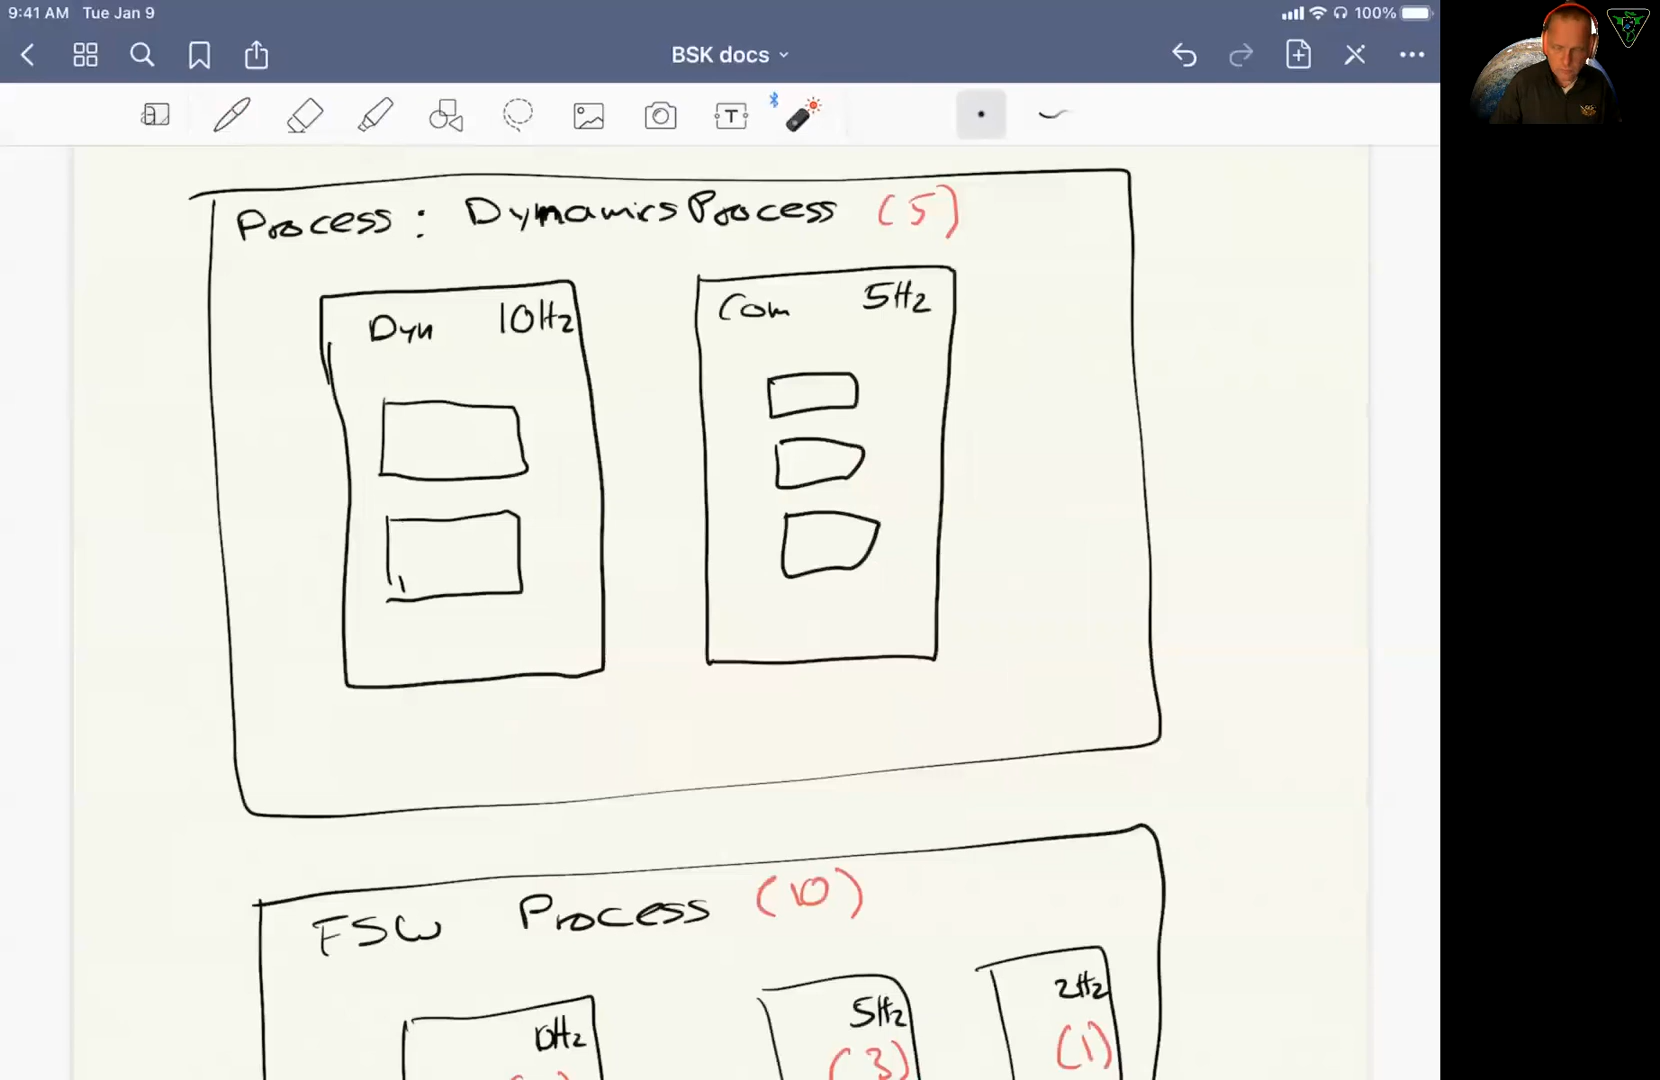 9:41 AM Tue Jan 9
100%
BSK docs
T
Process: DynamicsProcess (5)
Dyn 10Hz
Com 5Hz
FSW Process (10)
2Hz
5Hz
10Hz
(1)
(3)